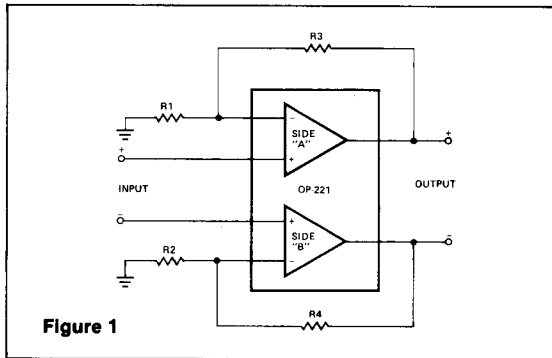 R3
R1
−
SIDE
"A"
+
+
+
INPUT
OP-221
OUTPUT
−
+
−
SIDE
"B"
R2
−
R4
Figure 1